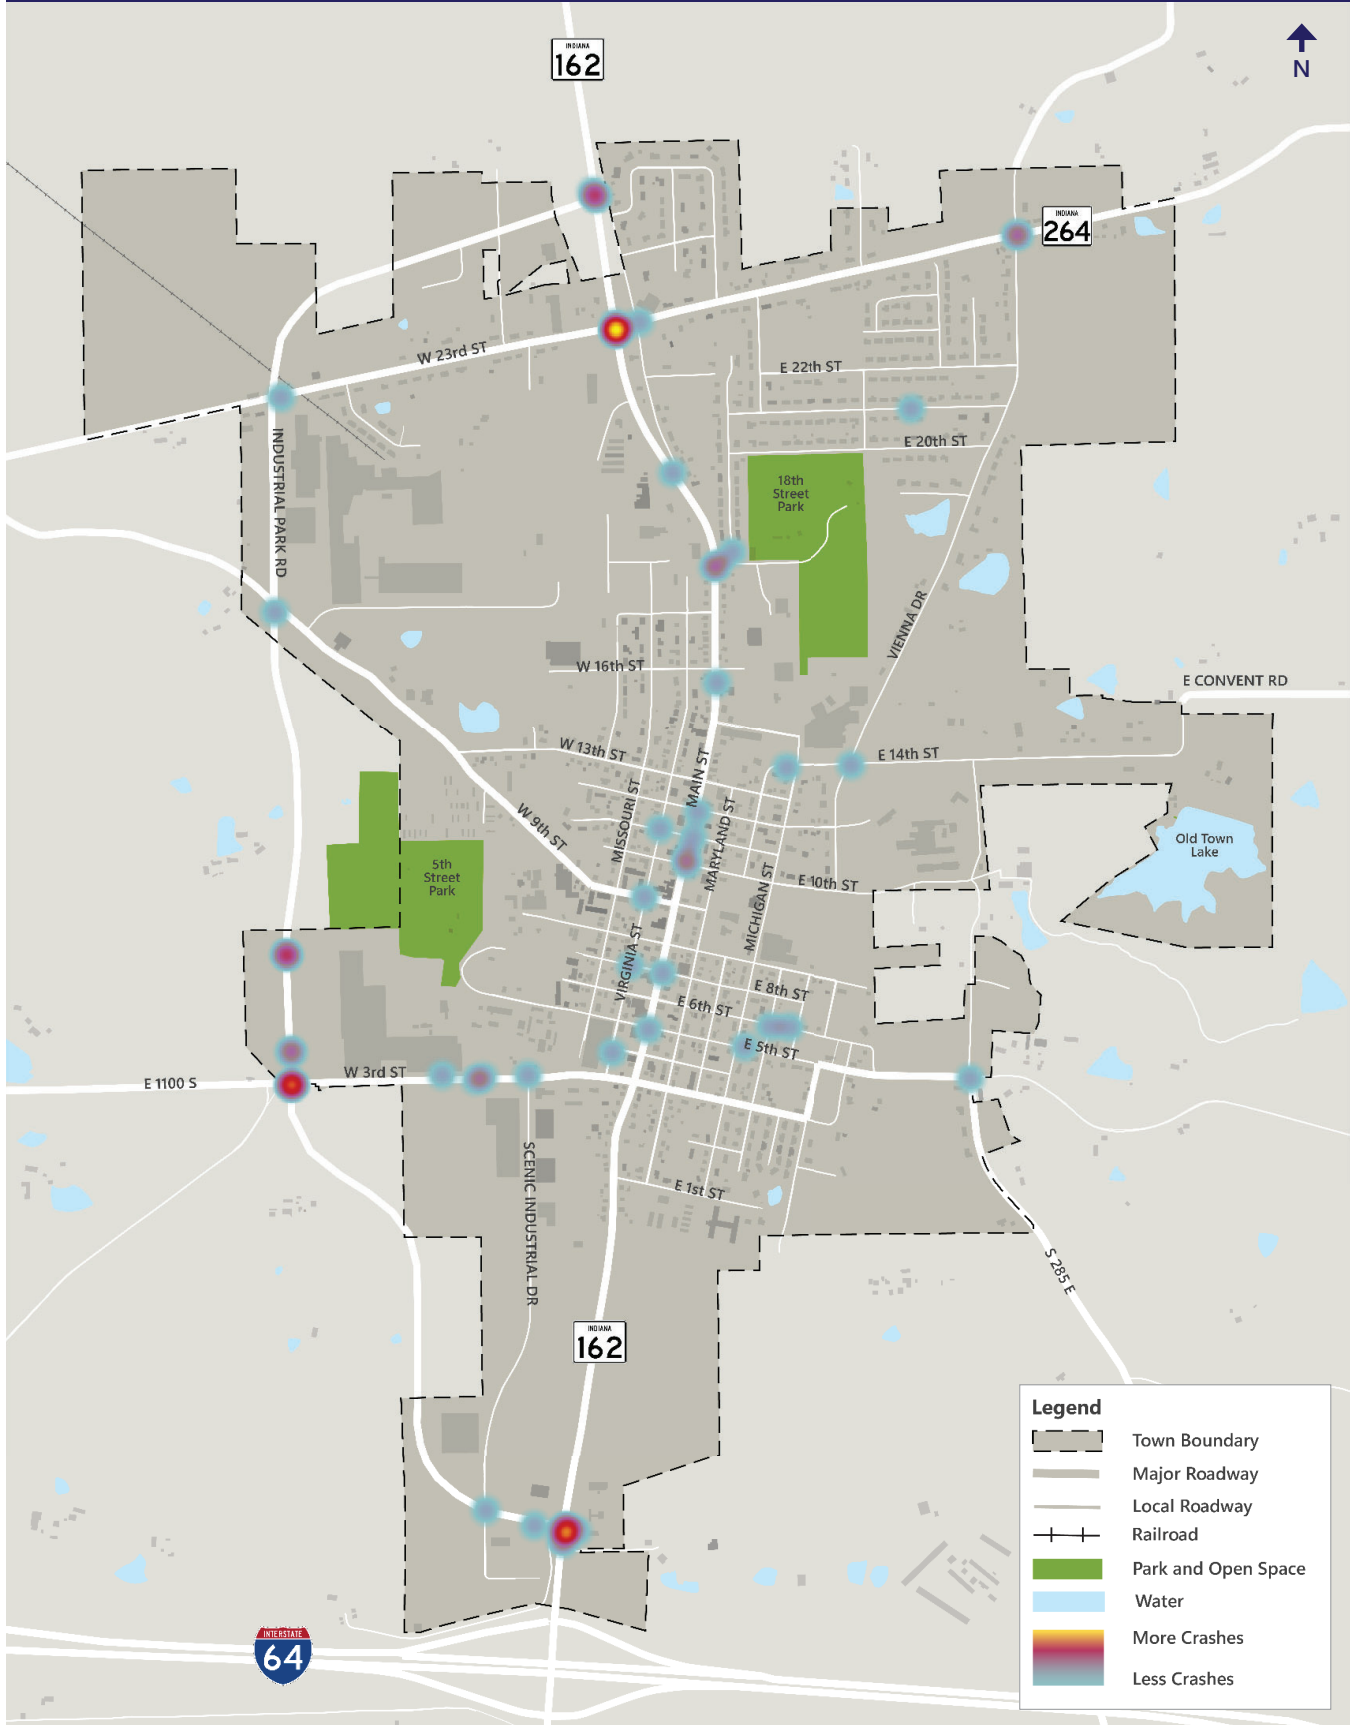 INDIANA
162
N
INDIANA
264
W 23rd ST
E 22th ST
E 20th ST
18th
Street
Park
INDUSTRIAL PARK RD
VIENNA DR
W 16th ST
E CONVENT RD
W 13th ST
MAIN ST
E 14th ST
MISSOURI ST
W 9th ST
MARYLAND ST
Old Town
Lake
5th
Street
Park
E 10th ST
MICHIGAN ST
VIRGINIA ST
E 8th ST
E 6th ST
E 5th ST
W 3rd ST
E 1100 S
SCENIC INDUSTRIAL DR
E 1st ST
S 285 E
INDIANA
162
Legend
Town Boundary
Major Roadway
Local Roadway
Railroad
Park and Open Space
Water
More Crashes
Less Crashes
INTERSTATE
64